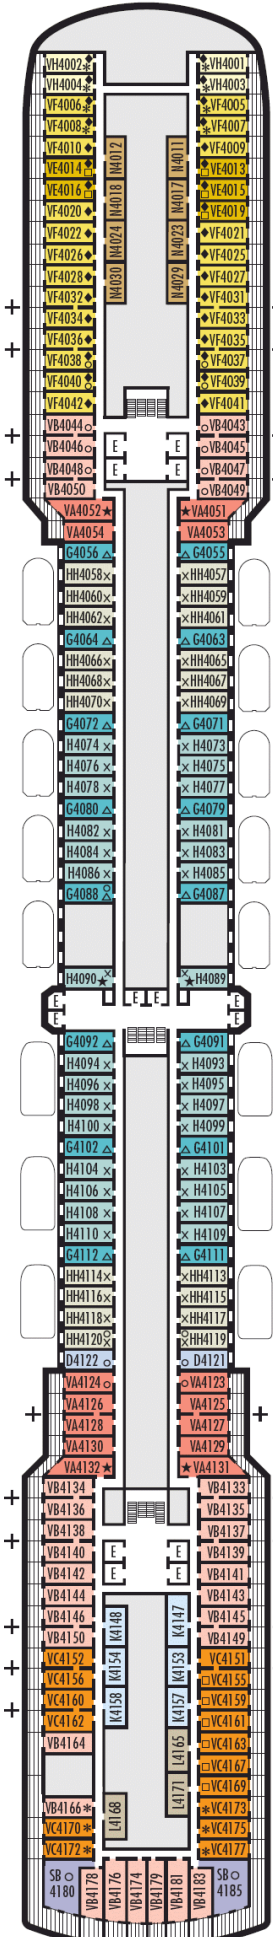 VH4002 VH4001
VH4004 VH4003
VF4006 VF4005
VF4008 VF4007
VF4010 N4012 N4011 VF4009
VE4014 VE4013
VE4016 N4018 N4017 VE4015
VF4020 VE4019
VF4022 N4024 N4023 VF4021
VF4026 VF4025
VF4028 N4030 N4029 VF4027
VF4032 VF4031
VF4034 VF4033
VF4036 VF4035
VF4038 VF4037
VF4040 VF4039
VF4042 VF4041
VB4044 VB4043
VB4046 E E VB4045
VB4048 E E VB4047
VB4050 VB4049
VA4052 VA4051
VA4054 VA4053
G4056 G4055
HH4058 HH4057
HH4060 HH4059
HH4062 HH4061
G4064 G4063
HH4066 HH4065
HH4068 HH4067
HH4070 HH4069
G4072 G4071
H4074 H4073
H4076 H4075
H4078 H4077
G4080 G4079
H4082 H4081
H4084 H4083
H4086 H4085
G4088 G4087
H4090 H4089
E E E E
E E
G4092 G4091
H4094 H4093
H4096 H4095
H4098 H4097
H4100 H4099
G4102 G4101
H4104 H4103
H4106 H4105
H4108 H4107
H4110 H4109
G4112 G4111
HH4114 HH4113
HH4116 HH4115
HH4118 HH4117
HH4120 HH4119
D4122 D4121
VA4124 VA4123
VA4126 VA4125
VA4128 VA4127
VA4130 VA4129
VA4132 VA4131
VB4134 VB4133
VB4136 VB4135
VB4138 VB4137
VB4140 E E VB4139
VB4142 E E VB4141
VB4144 VB4143
VB4146 K4148 K4147 VB4145
VB4150 VB4149
VC4152 K4154 K4153 VC4151
VC4156 VC4155
VC4160 K4158 K4157 VC4159
VC4162 VC4161
VB4164 L4165 VC4163
VC4167
L4171 VC4169
VB4166 L4168 VC4173
VC4170 VC4175
VC4172 VC4177
SB 4180 VB4178 VB4176 VB4174 VB4179 VB4181 VB4183 SB 4185